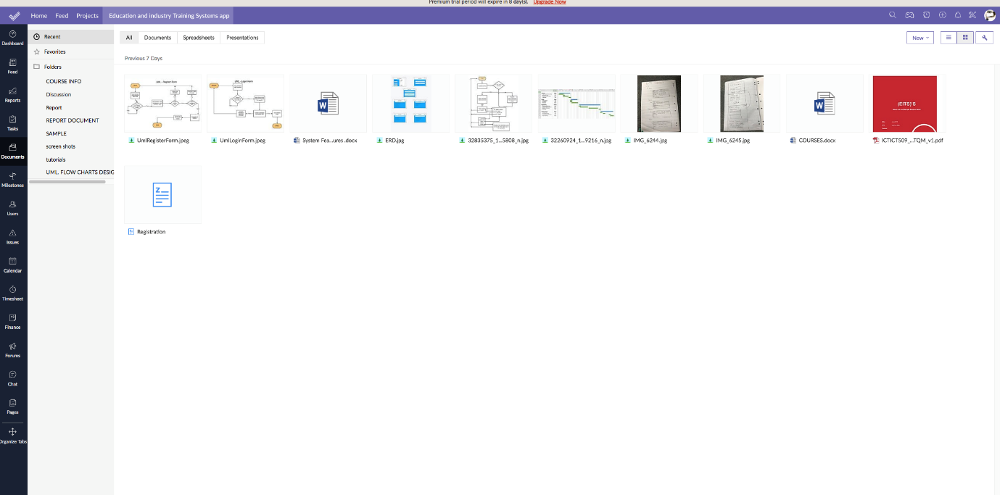 Premium trial period will expire in 8 day(s). Upgrade Now
Home Feed Projects Education and industry Training Systems app
Dashboard
Feed
Reports
Tasks
Documents
Milestones
Users
Issues
Calendar
Timesheet
Finance
Forums
Chat
Pages
Organize Tabs
Recent
Favorites
Folders
COURSE INFO
Discussion
Report
REPORT DOCUMENT
SAMPLE
screen shots
tutorials
UML. FLOW CHARTS DESIG
All Documents Spreadsheets Presentations
New
Previous 7 Days
W
W
(EITS)'S
UmlRegisterForm.jpeg
UmlLoginForm.jpeg
System Fea...ures .docx
ERD.jpg
32835375_1...5808_n.jpg
32260924_1...9216_n.jpg
IMG_6244.jpg
IMG_6245.jpg
COURSES.docx
ICTICT509_...TQM_v1.pdf
Z
Registration